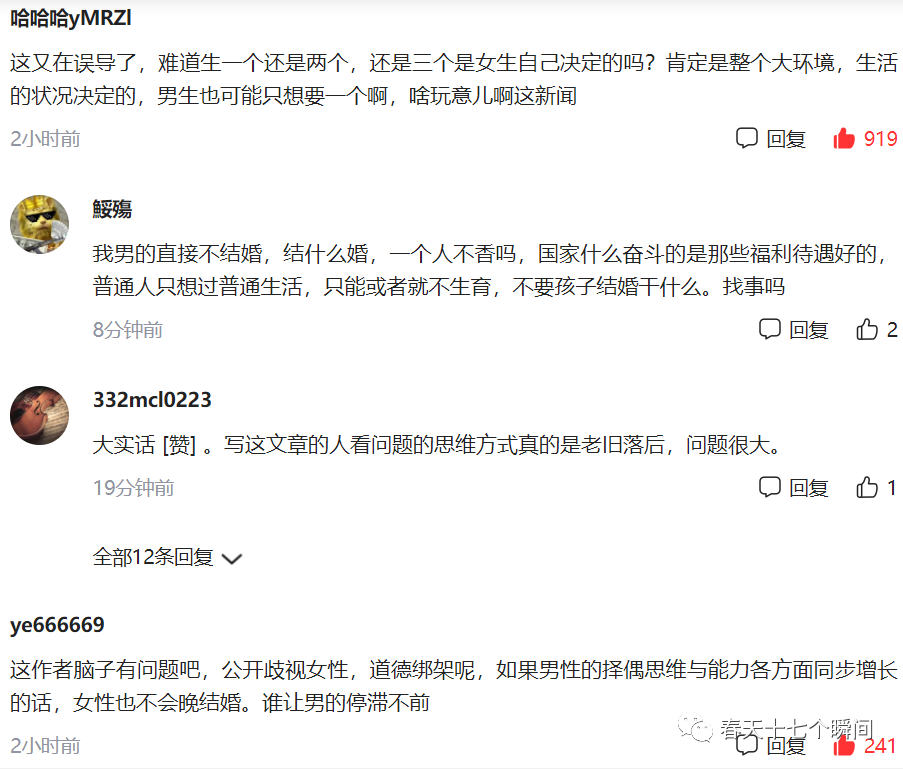 哈哈哈yMRZl
这又在误导了，难道生一个还是两个，还是三个是女生自己决定的吗？肯定是整个大环境，生活
的状况决定的，男生也可能只想要一个啊，啥玩意儿啊这新闻
2小时前 回复 919
鮾殤
我男的直接不结婚，结什么婚，一个人不香吗，国家什么奋斗的是那些福利待遇好的，
普通人只想过普通生活，只能或者就不生育，不要孩子结婚干什么。找事吗
8分钟前 回复 2
332mcl0223
大实话 [赞] 。写这文章的人看问题的思维方式真的是老旧落后，问题很大。
19分钟前 回复 1
全部12条回复
ye666669
这作者脑子有问题吧，公开歧视女性，道德绑架呢，如果男性的择偶思维与能力各方面同步增长
的话，女性也不会晚结婚。谁让男的停滞不前
春天十七个瞬间
2小时前 回复 241